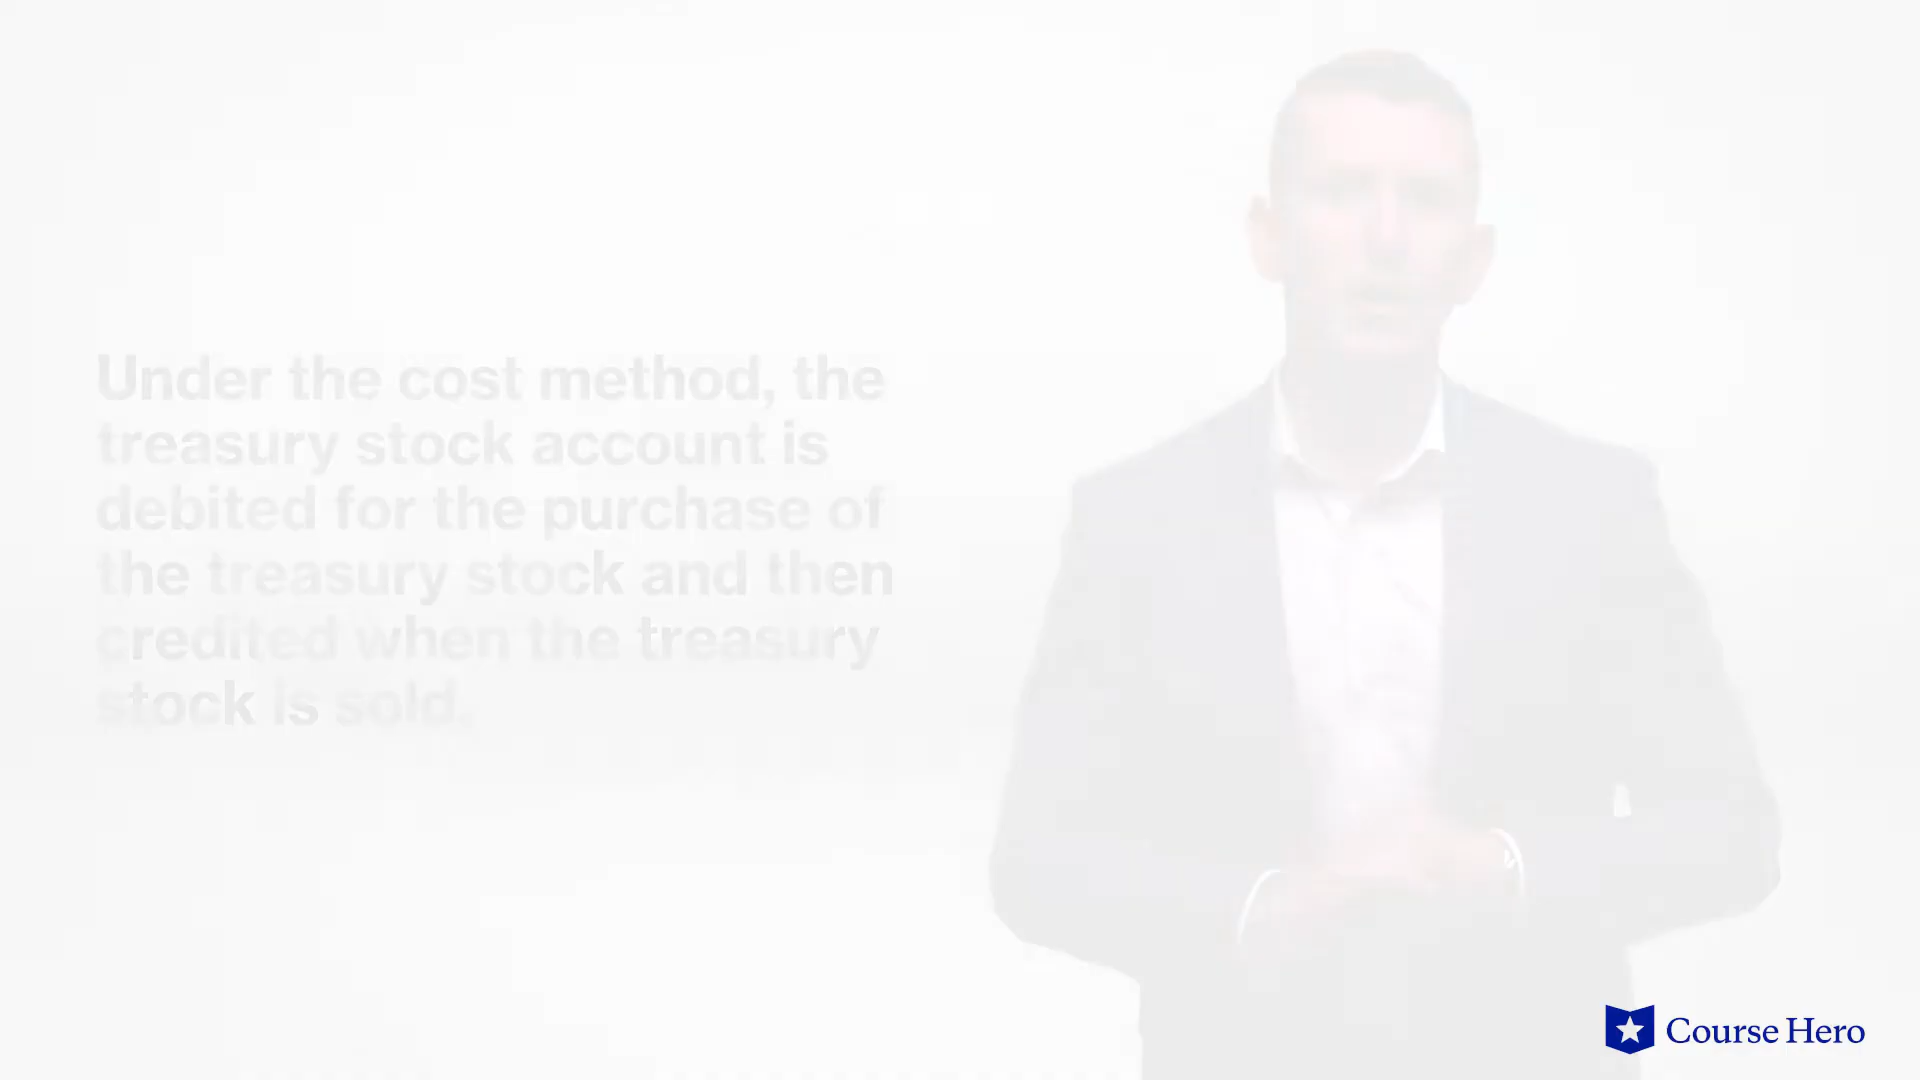 Under the cost method, the
treasury stock account is
debited for the purchase of
the treasury stock and then
credited when the treasury
stock is sold.
Course Hero